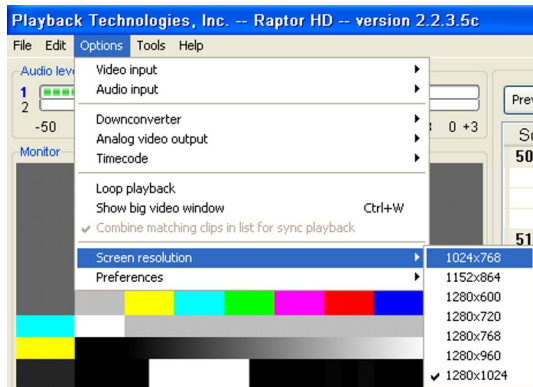 Playback Technologies, Inc. -- Raptor HD -- version 2.2.3.5c
File Edit Options Tools Help
Audio leve
1
2
-50
0 +3
Monitor
Video input
Audio input
Downconverter
Analog video output
Timecode
Loop playback
Show big video window Ctrl+W
Combine matching clips in list for sync playback
Screen resolution
Preferences
1024x768
1152x864
1280x600
1280x720
1280x768
1280x960
1280x1024
Prev
50
51